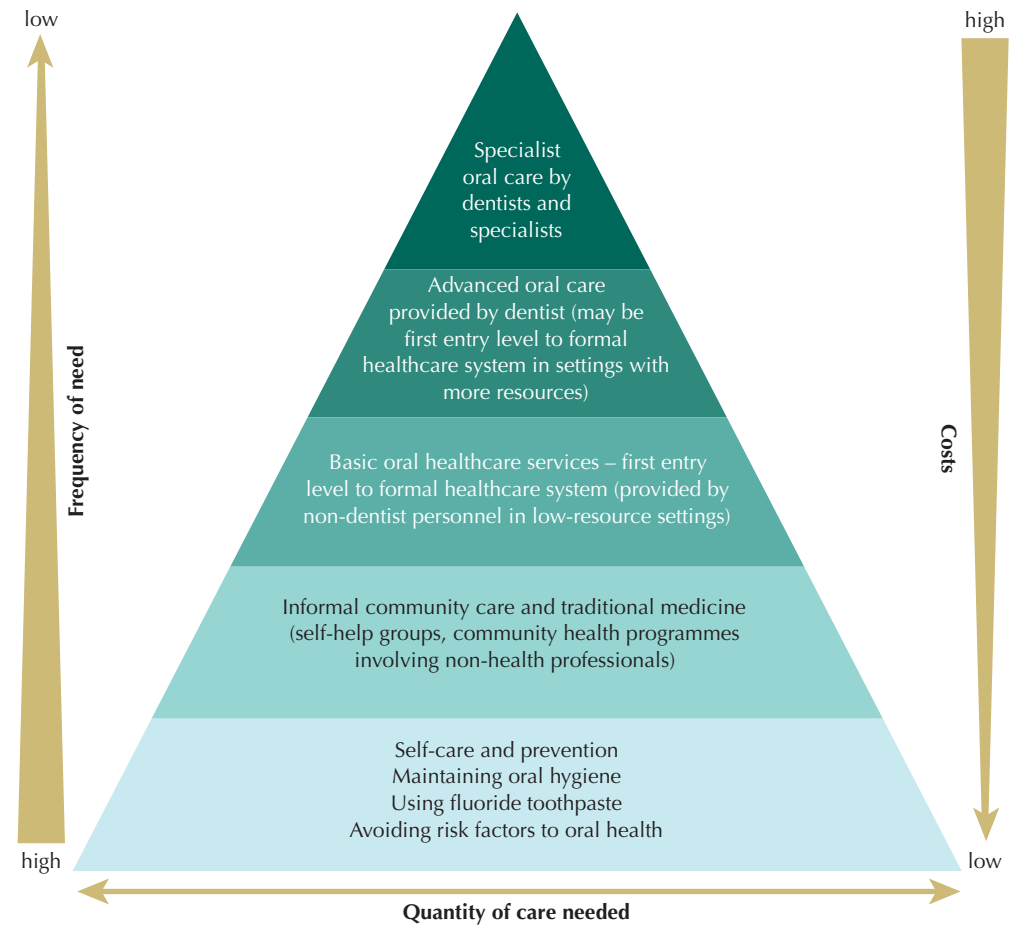 low
high
Specialist
oral care by
dentists and
specialists
Advanced oral care
provided by dentist (may be
first entry level to formal
healthcare system in settings with
more resources)
Frequency of need
Costs
Basic oral healthcare services – first entry
level to formal healthcare system (provided by
non-dentist personnel in low-resource settings)
Informal community care and traditional medicine
(self-help groups, community health programmes
involving non-health professionals)
Self-care and prevention
Maintaining oral hygiene
Using fluoride toothpaste
Avoiding risk factors to oral health
high
low
Quantity of care needed